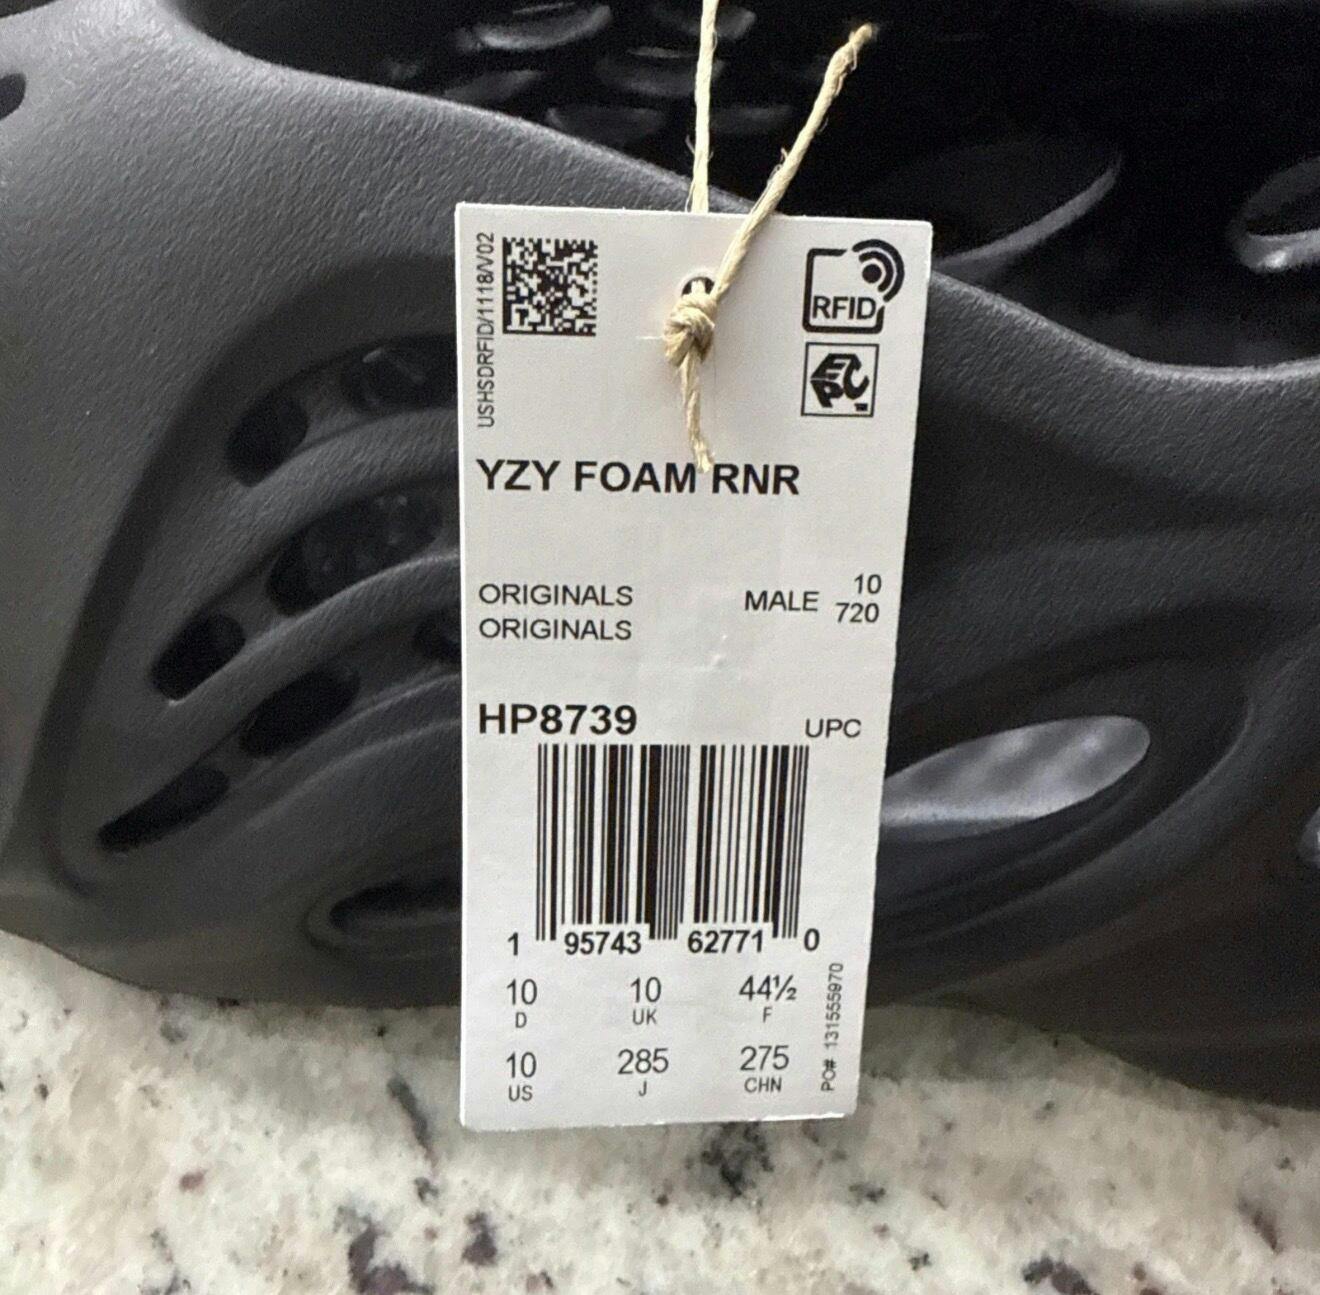 USHSDRFID/1118/V02
RFID
EPC
YZY FOAM RNR
ORIGINALS
ORIGINALS
MALE 10
720
HP8739
UPC
1 95743 62771 0
10 10 44½
D UK F
10 285 275
US J CHN
PO# 131555970